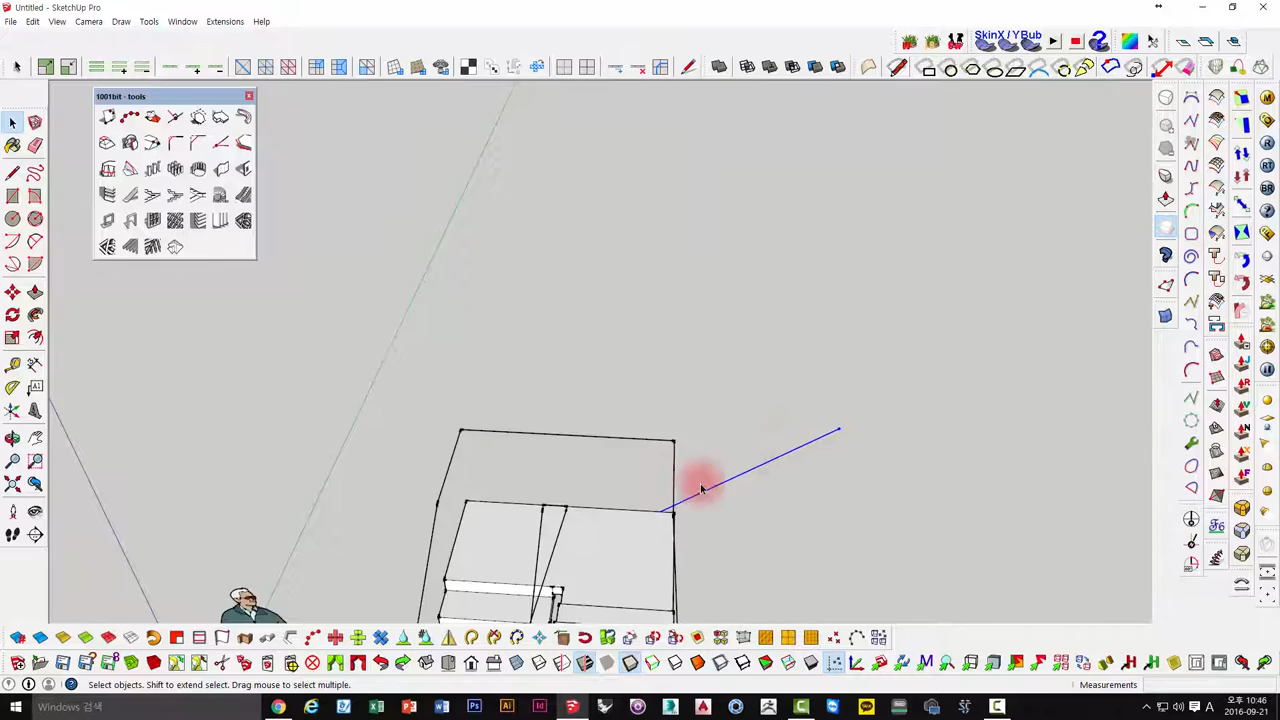 Untitled - SketchUp Pro
File Edit View Camera Draw Tools Window Extensions Help
SkinX / YBub
1001bit - tools
Select objects. Shift to extend select. Drag mouse to select multiple.
Measurements
Windows 검색
오전 10:46
2016-09-21